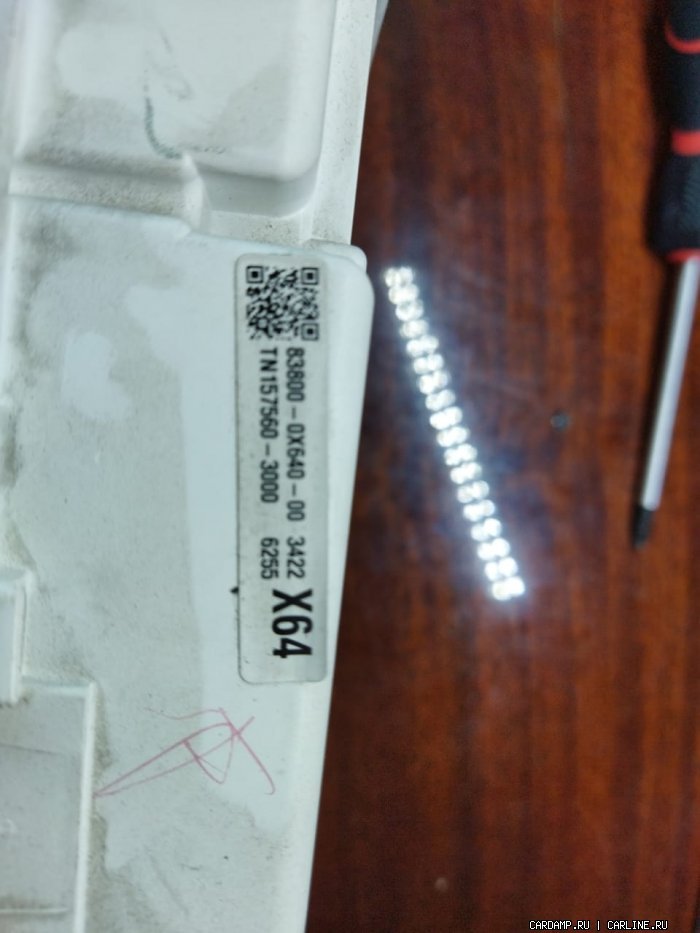 83800-0X640-00 3422
TN157560-3000 6255
X64
CARDAMP.RU | CARLINE.RU